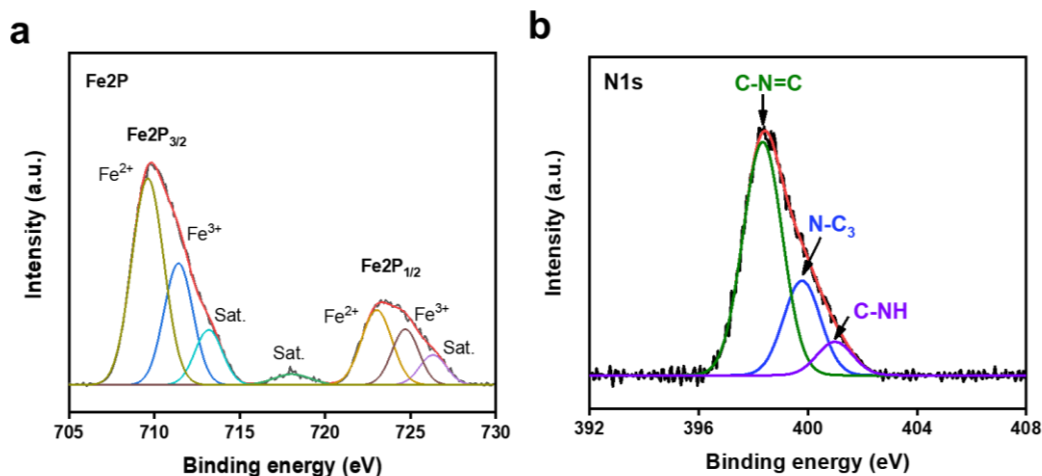 a
Fe2P
Fe2P3/2
Fe2+
Fe3+
Sat.
Sat.
Fe2P1/2
Fe2+
Fe3+
Sat.
Intensity (a.u.)
705 710 715 720 725 730
Binding energy (eV)
b
N1s
C-N=C
N-C3
C-NH
Intensity (a.u.)
392 396 400 404 408
Binding energy (eV)